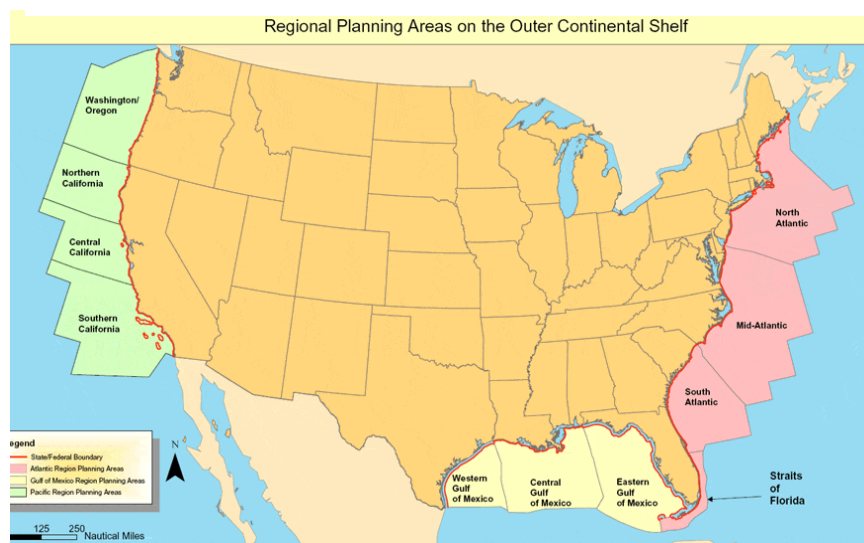 Regional Planning Areas on the Outer Continental Shelf
Washington/
Oregon
Northern
California
Central
California
Southern
California
North
Atlantic
Mid-Atlantic
South
Atlantic
Straits
of
Florida
Western
Gulf
of Mexico
Central
Gulf
of Mexico
Eastern
Gulf
of Mexico
egend
State/Federal Boundary
Atlantic Region Planning Areas
Gulf of Mexico Region Planning Areas
Pacific Region Planning Areas
N
125 250
Nautical Miles